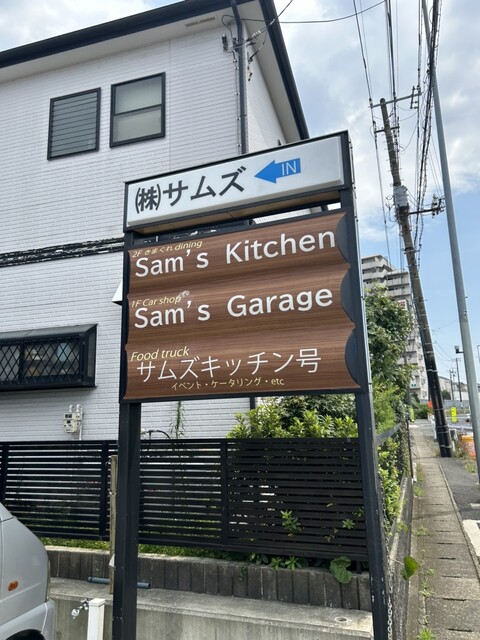 ㈱サムズ IN
2F きまぐれdining
Sam's Kitchen
1F Car shop
Sam's Garage
Food truck
サムズキッチン号
イベント・ケータリング・etc